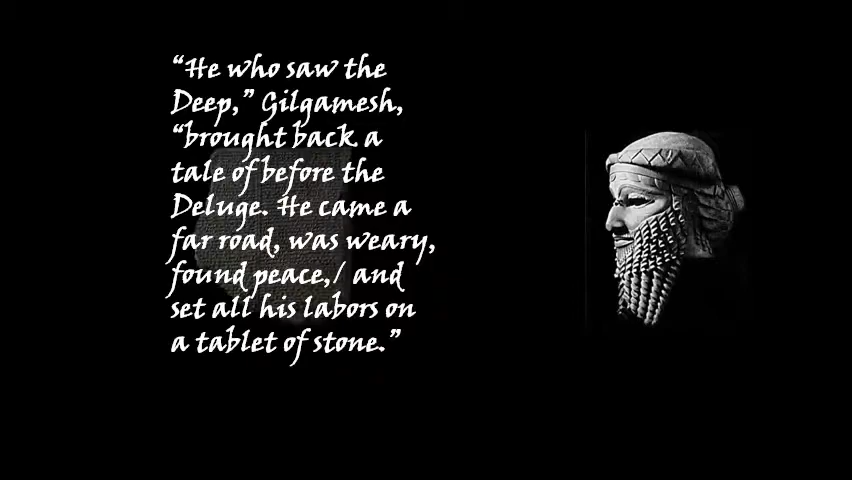 “He who saw the
Deep,” Gilgamesh,
“brought back a
tale of before the
Deluge. He came a
far road, was weary,
found peace,/ and
set all his labors on
a tablet of stone.”